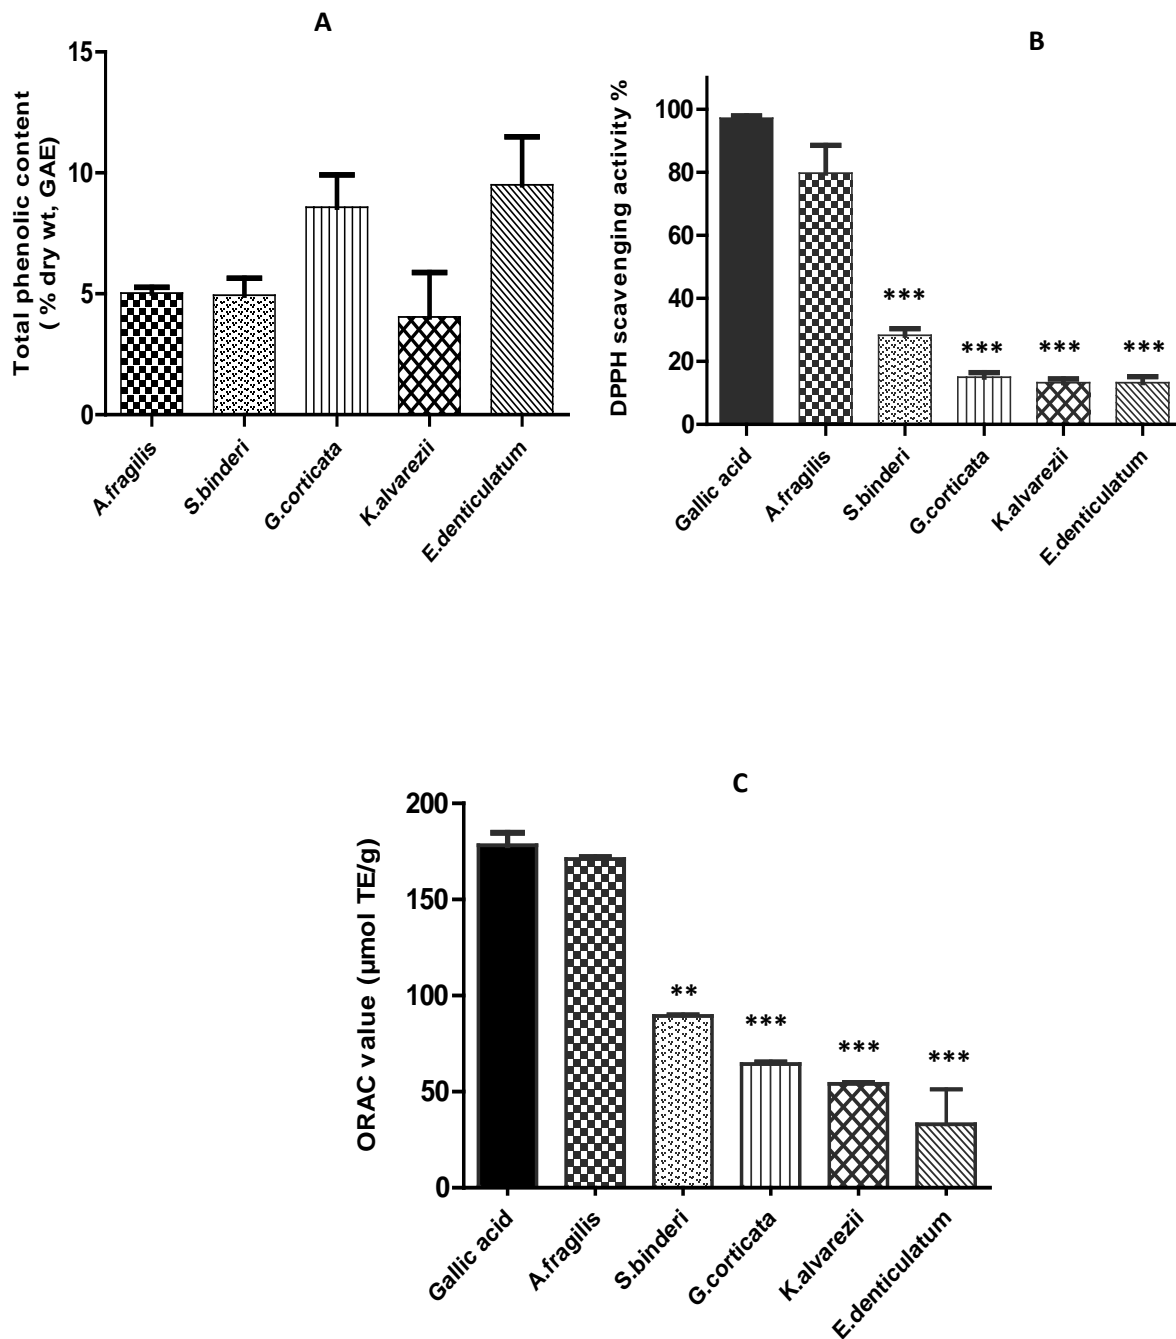 A
Total phenolic content
( % dry wt, GAE)
15
10
5
0
A.fragilis
S.binderi
G.corticata
K.alvarezii
E.denticulatum
B
DPPH scavenging activity %
100
80
60
40
20
0
***
***
***
***
Gallic acid
A.fragilis
S.binderi
G.corticata
K.alvarezii
E.denticulatum
C
ORAC value (µmol TE/g)
200
150
100
50
0
**
***
***
***
Gallic acid
A.fragilis
S.binderi
G.corticata
K.alvarezii
E.denticulatum